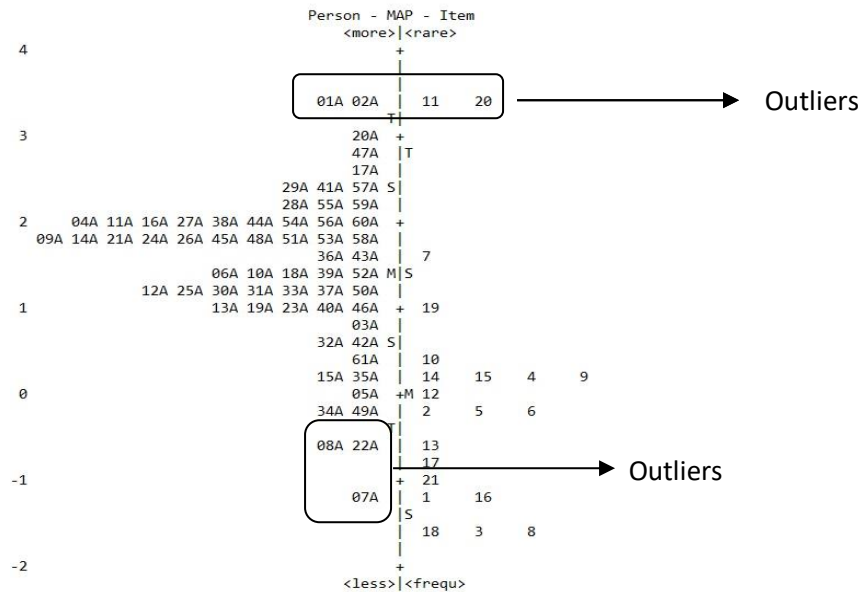 Person - MAP - Item
<more>|<rare>
4 +
|
|
01A 02A | 11 20 Outliers
T|
3 20A +
47A |T
17A |
29A 41A 57A S|
28A 55A 59A |
2 04A 11A 16A 27A 38A 44A 54A 56A 60A +
09A 14A 21A 24A 26A 45A 48A 51A 53A 58A |
36A 43A | 7
06A 10A 18A 39A 52A M|S
12A 25A 30A 31A 33A 37A 50A |
1 13A 19A 23A 40A 46A + 19
03A |
32A 42A S|
61A | 10
15A 35A | 14 15 4 9
0 05A +M 12
34A 49A | 2 5 6
T|
08A 22A | 13
| 17 Outliers
-1 + 21
07A | 1 16
|S
| 18 3 8
|
-2 +
<less>|<frequ>